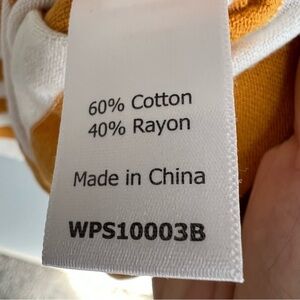 60% Cotton
40% Rayon
Made in China
WPS10003B